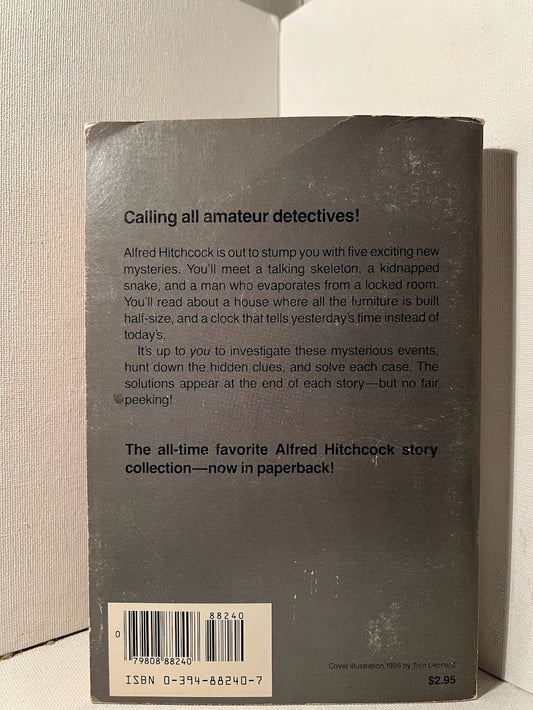 Calling all amateur detectives!
Alfred Hitchcock is out to stump you with five exciting new
mysteries. You'll meet a talking skeleton, a kidnapped
snake, and a man who evaporates from a locked room.
You'll read about a house where all the furniture is built
half-size, and a clock that tells yesterday's time instead of
today's.
It's up to you to investigate these mysterious events,
hunt down the hidden clues, and solve each case. The
solutions appear at the end of each story—but no fair
peeking!
The all-time favorite Alfred Hitchcock story
collection—now in paperback!
88240
0
79808 88240
ISBN 0-394-88240-7
Cover illustration 1986 by Tom Leonard
$2.95